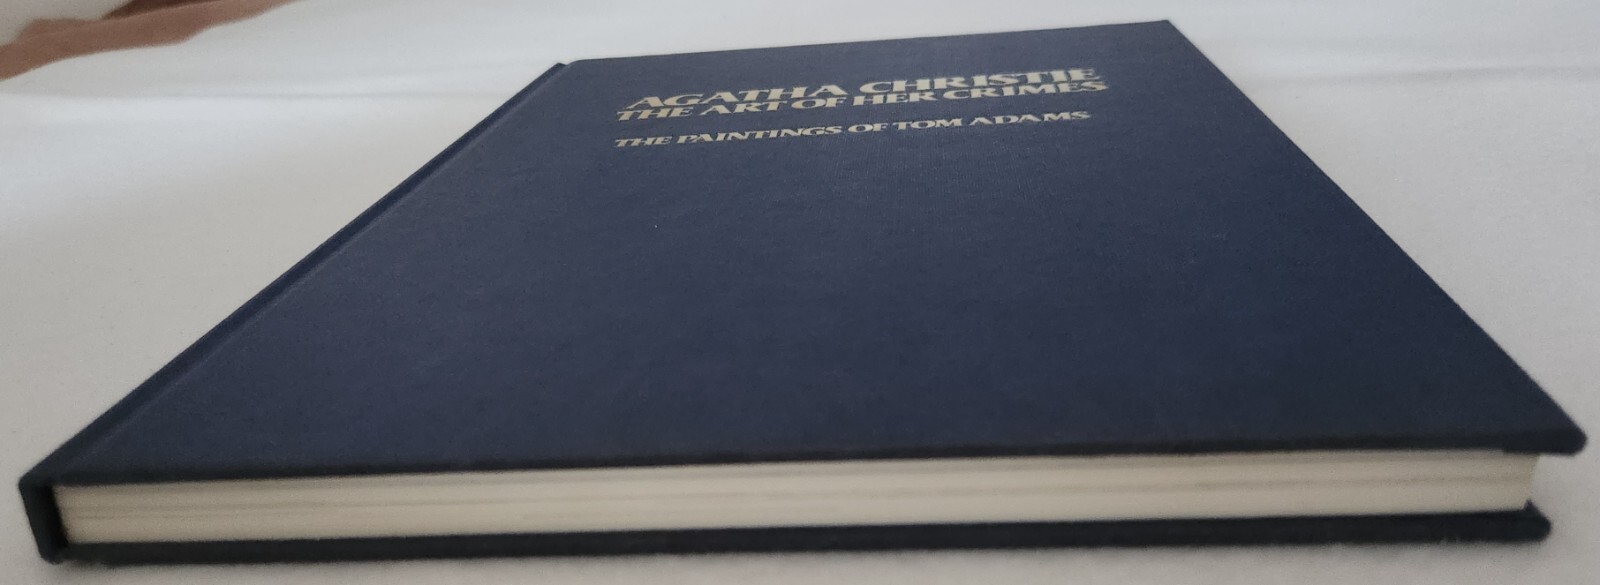 AGATHA CHRISTIE
THE ART OF HER CRIMES
THE PAINTINGS OF TOM ADAMS